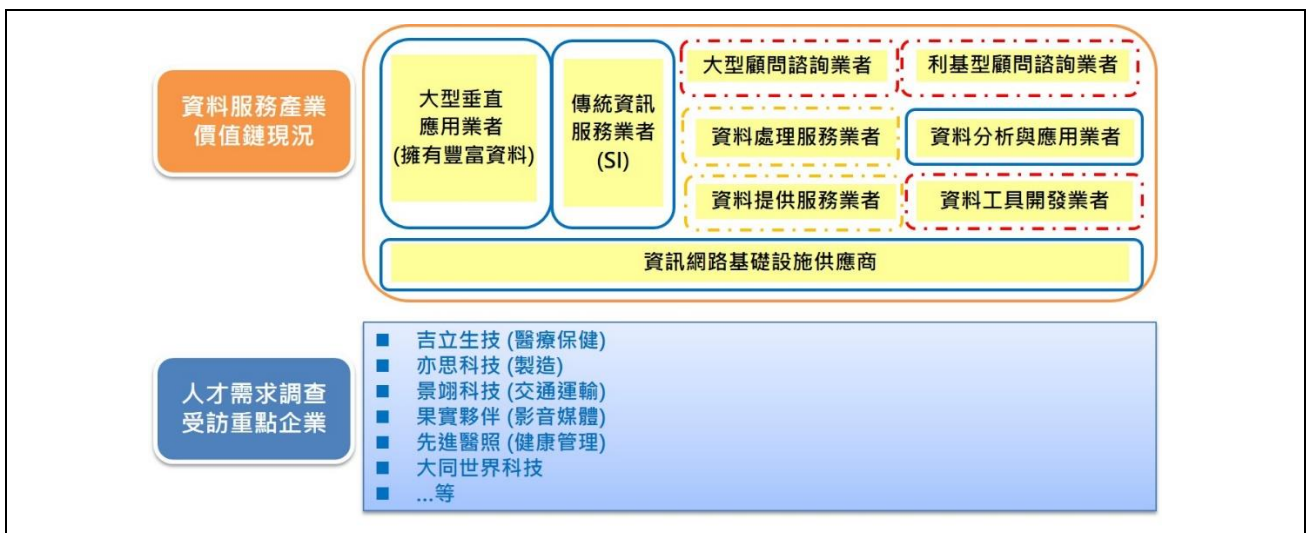 資料服務產業
價值鏈現況
大型垂直
應用業者
(擁有豐富資料)
傳統資訊
服務業者
(SI)
大型顧問諮詢業者
利基型顧問諮詢業者
資料處理服務業者
資料分析與應用業者
資料提供服務業者
資料工具開發業者
資訊網路基礎設施供應商
人才需求調查
受訪重點企業
■ 吉立生技 (醫療保健)
■ 亦思科技 (製造)
■ 景翊科技 (交通運輸)
■ 果實夥伴 (影音媒體)
■ 先進醫照 (健康管理)
■ 大同世界科技
■ ...等